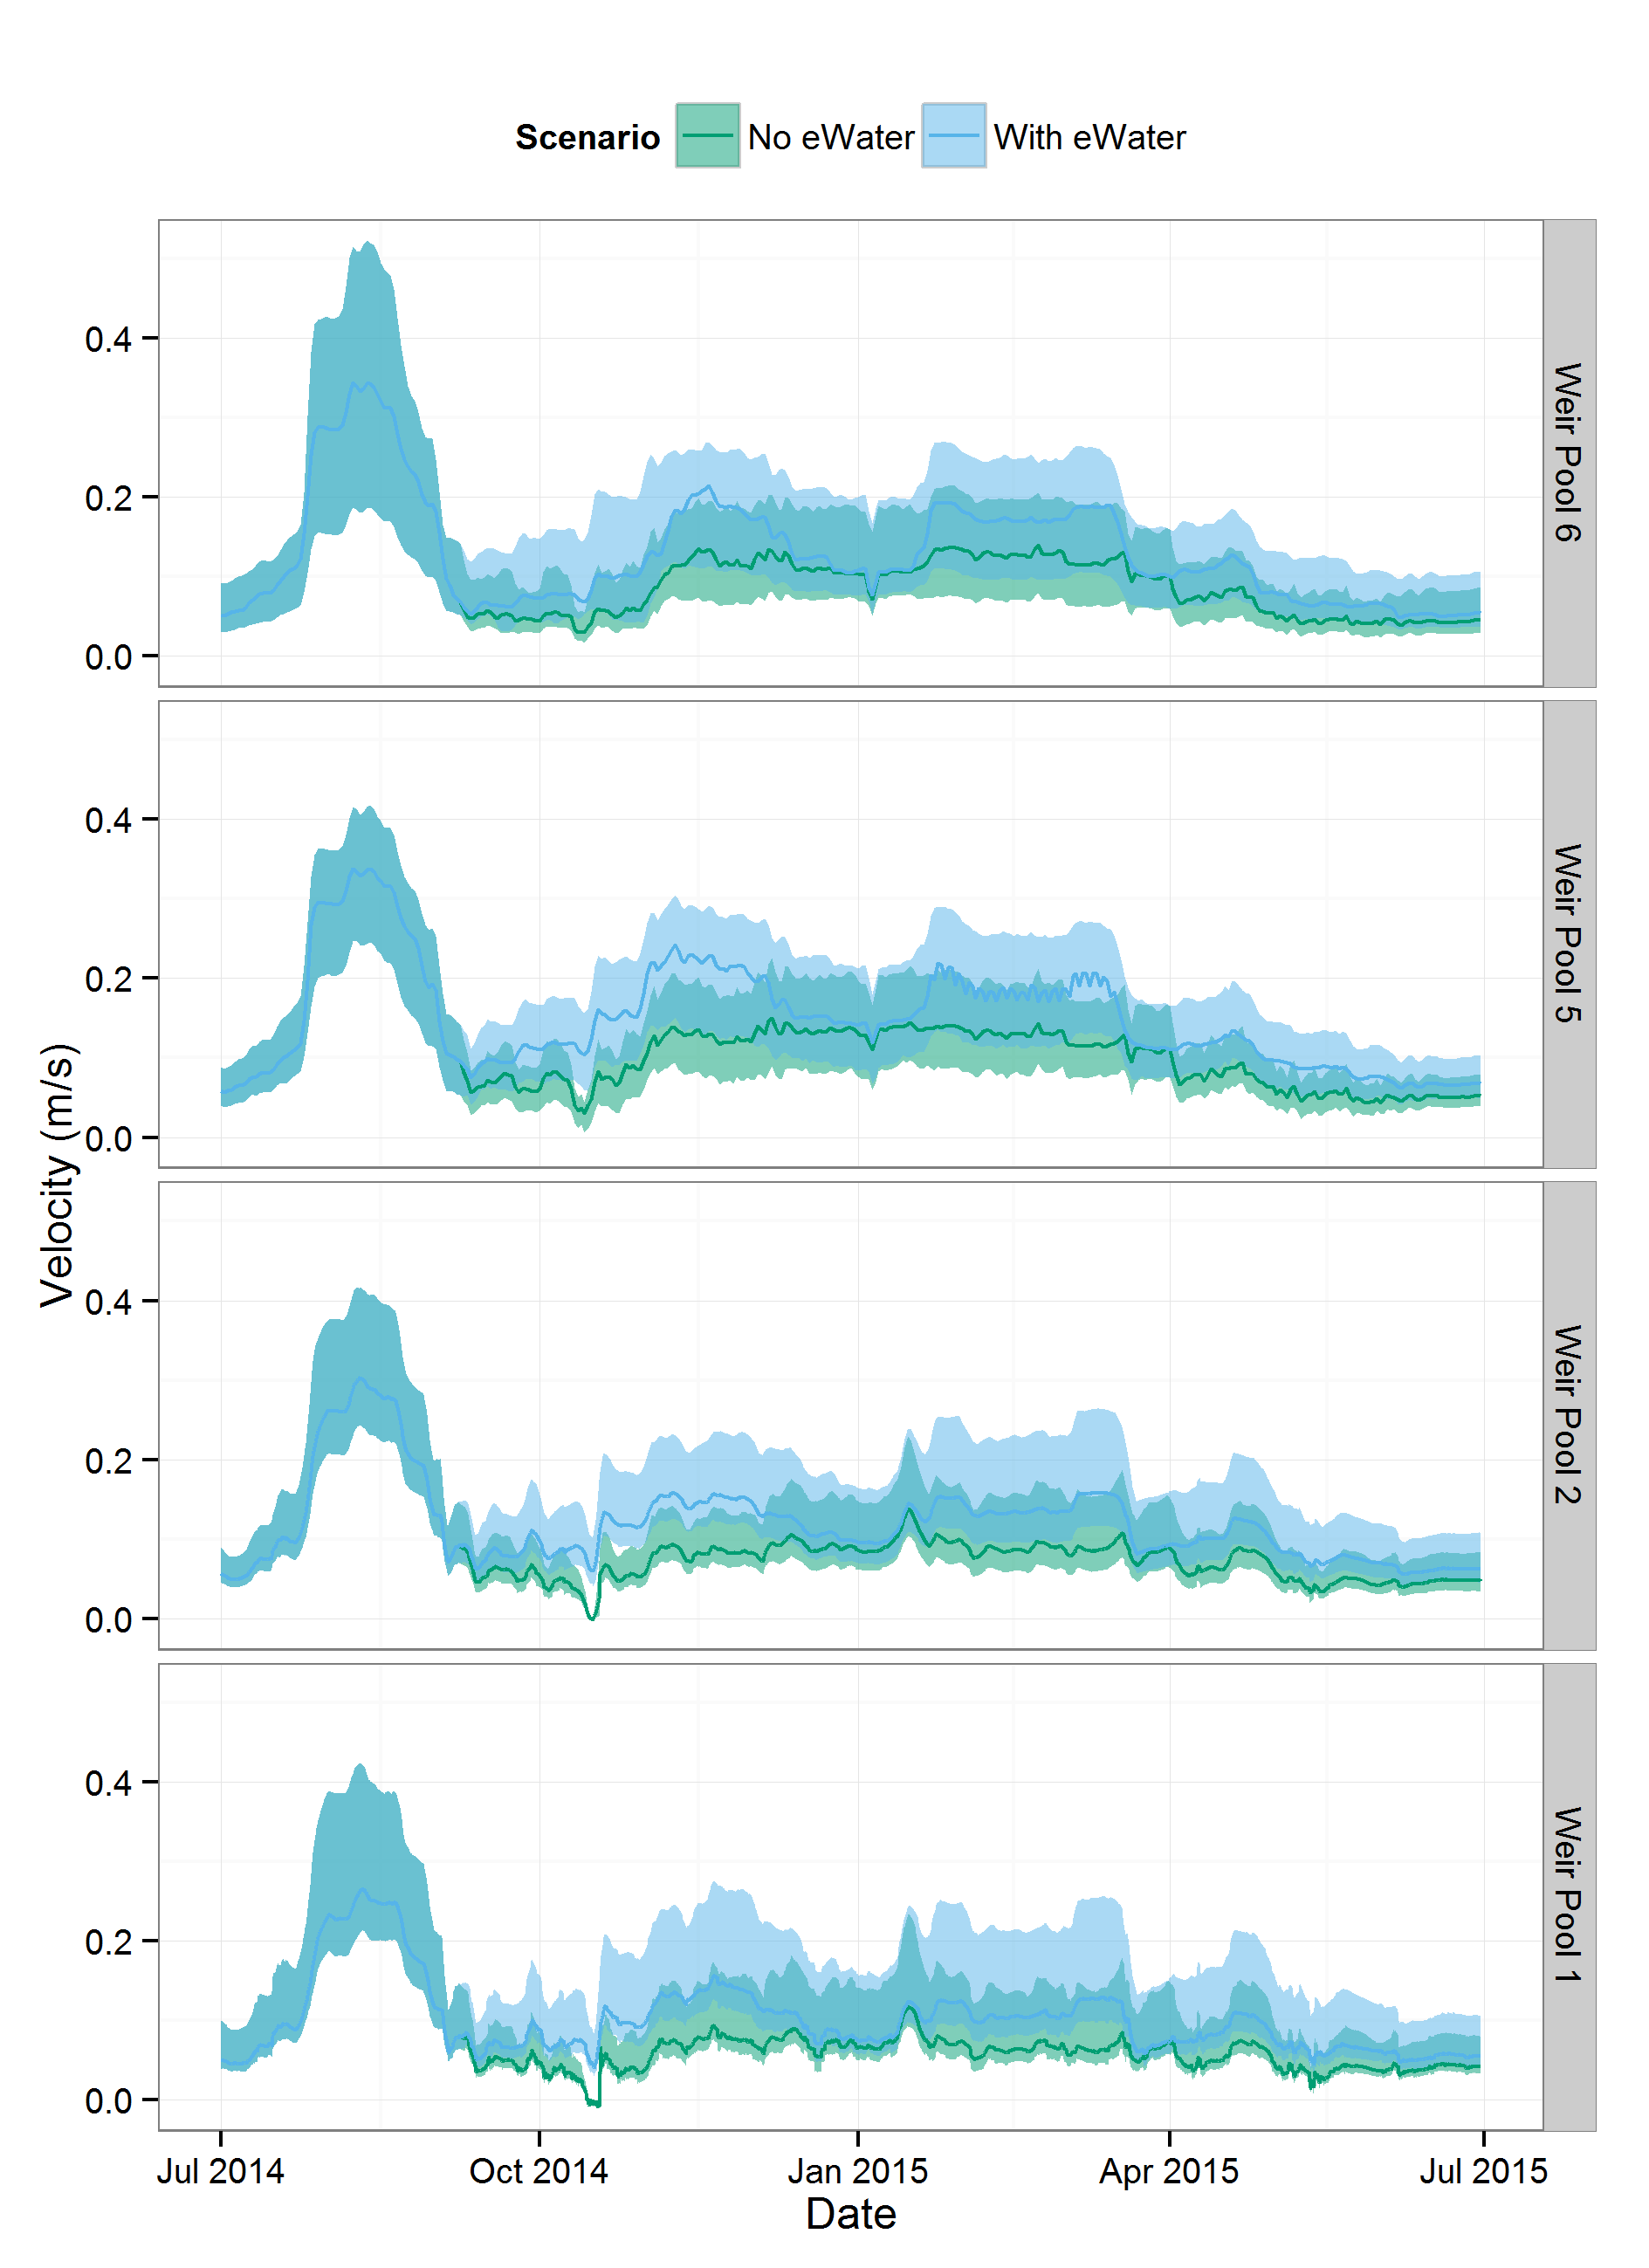 Scenario No eWater With eWater
Velocity (m/s)
0.4
0.2
0.0
Weir Pool 6
0.4
0.2
0.0
Weir Pool 5
0.4
0.2
0.0
Weir Pool 2
0.4
0.2
0.0
Weir Pool 1
Jul 2014 Oct 2014 Jan 2015 Apr 2015 Jul 2015
Date